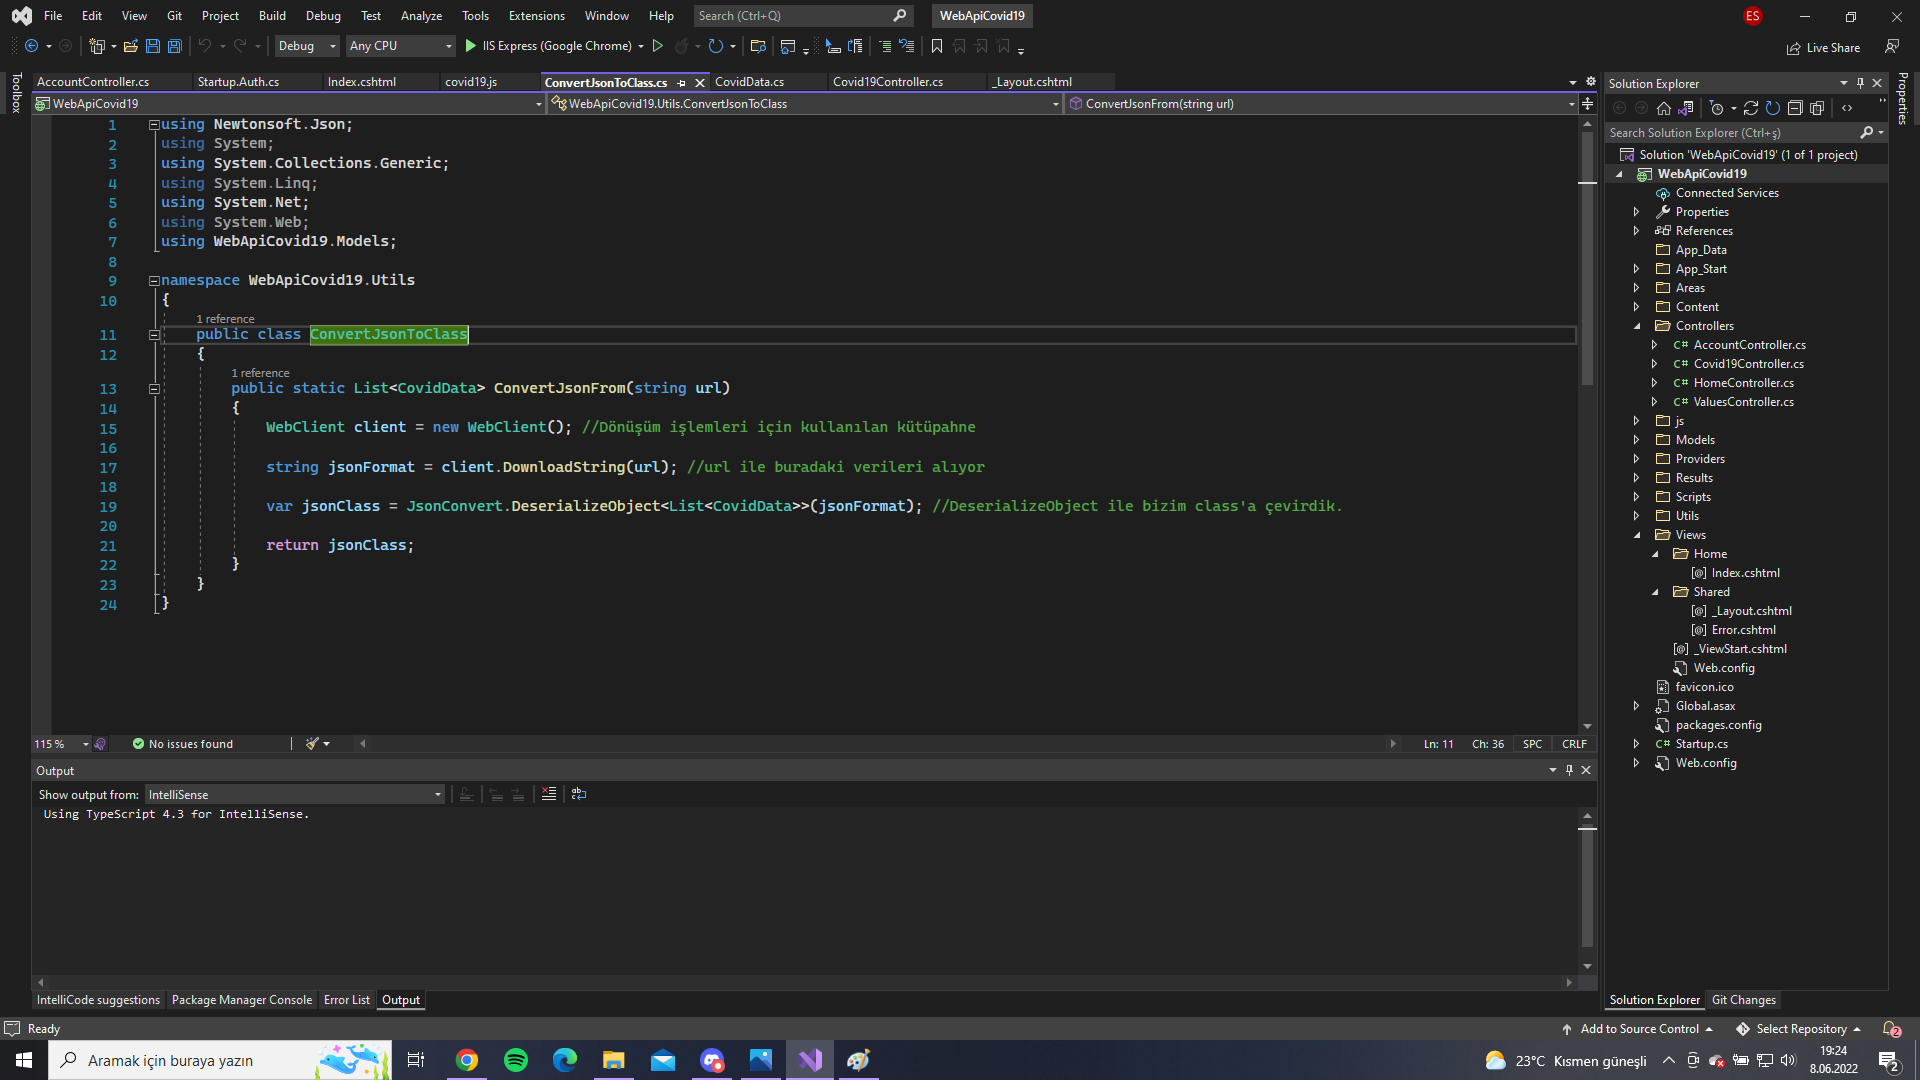 File Edit View Git Project Build Debug Test Analyze Tools Extensions Window Help Search (Ctrl+Q) WebApiCovid19 ES
Debug Any CPU IIS Express (Google Chrome) Live Share
Toolbox
AccountController.cs Startup.Auth.cs Index.cshtml covid19.js ConvertJsonToClass.cs CovidData.cs Covid19Controller.cs _Layout.cshtml
WebApiCovid19 WebApiCovid19.Utils.ConvertJsonToClass ConvertJsonFrom(string url)
1 using Newtonsoft.Json;
2 using System;
3 using System.Collections.Generic;
4 using System.Linq;
5 using System.Net;
6 using System.Web;
7 using WebApiCovid19.Models;
8
9 namespace WebApiCovid19.Utils
10 {
1 reference
11 public class ConvertJsonToClass
12 {
1 reference
13 public static List<CovidData> ConvertJsonFrom(string url)
14 {
15 WebClient client = new WebClient(); //Dönüşüm işlemleri için kullanılan kütüpahne
16
17 string jsonFormat = client.DownloadString(url); //url ile buradaki verileri alıyor
18
19 var jsonClass = JsonConvert.DeserializeObject<List<CovidData>>(jsonFormat); //DeserializeObject ile bizim class'a çevirdik.
20
21 return jsonClass;
22 }
23 }
24 }
115 % No issues found Ln: 11 Ch: 36 SPC CRLF
Output
Show output from: IntelliSense
Using TypeScript 4.3 for IntelliSense.
IntelliCode suggestions Package Manager Console Error List Output
Solution Explorer
Properties
Search Solution Explorer (Ctrl+ş)
Solution 'WebApiCovid19' (1 of 1 project)
WebApiCovid19
Connected Services
Properties
References
App_Data
App_Start
Areas
Content
Controllers
C# AccountController.cs
C# Covid19Controller.cs
C# HomeController.cs
C# ValuesController.cs
js
Models
Providers
Results
Scripts
Utils
Views
Home
[@] Index.cshtml
Shared
[@] _Layout.cshtml
[@] Error.cshtml
[@] _ViewStart.cshtml
Web.config
favicon.ico
Global.asax
packages.config
C# Startup.cs
Web.config
Solution Explorer Git Changes
Ready Add to Source Control Select Repository 2
Aramak için buraya yazın 23°C Kısmen güneşli 19:24
8.06.2022 2